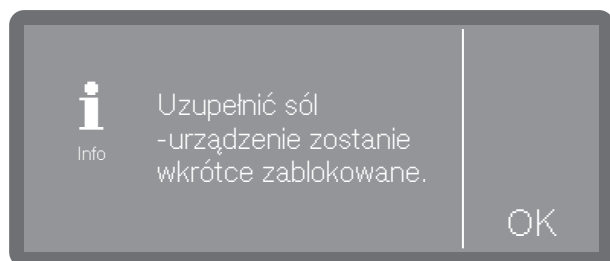 Info
Uzupełnić sól
-urządzenie zostanie
wkrótce zablokowane.
OK